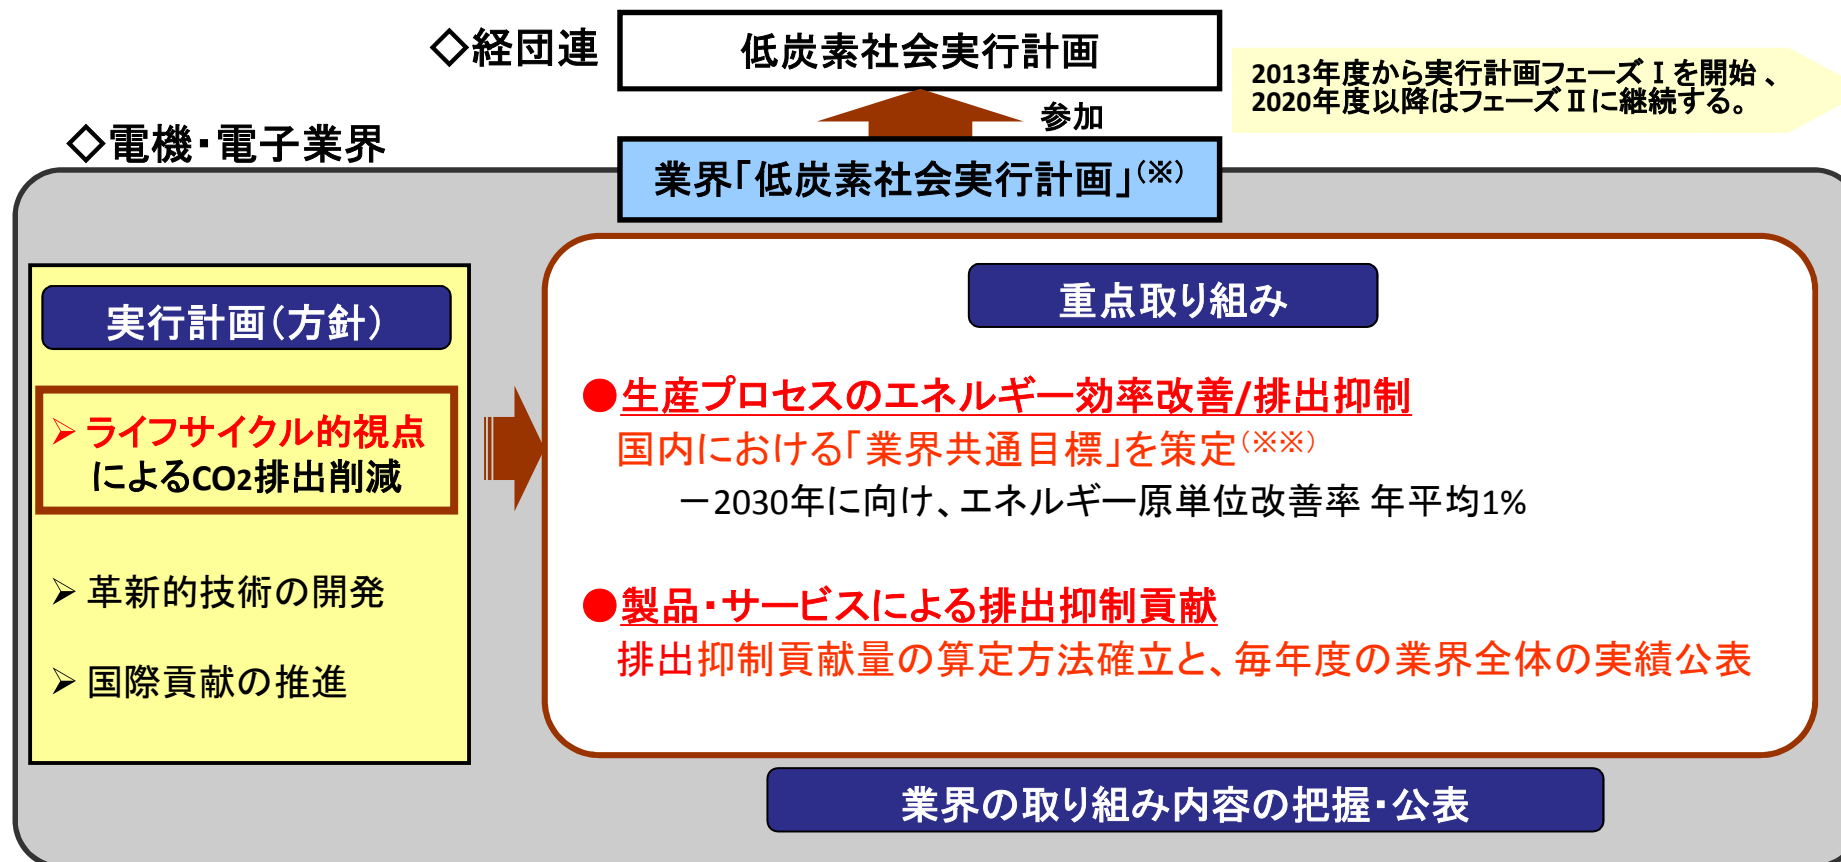 ◇経団連
低炭素社会実行計画
2013年度から実行計画フェーズⅠを開始、
2020年度以降はフェーズⅡに継続する。
参加
◇電機・電子業界
業界「低炭素社会実行計画」(※)
実行計画(方針)
➢ ライフサイクル的視点
によるCO2排出削減
➢ 革新的技術の開発
➢ 国際貢献の推進
重点取り組み
●生産プロセスのエネルギー効率改善/排出抑制
国内における「業界共通目標」を策定(※※)
－2030年に向け、エネルギー原単位改善率 年平均1%
●製品・サービスによる排出抑制貢献
排出抑制貢献量の算定方法確立と、毎年度の業界全体の実績公表
業界の取り組み内容の把握・公表